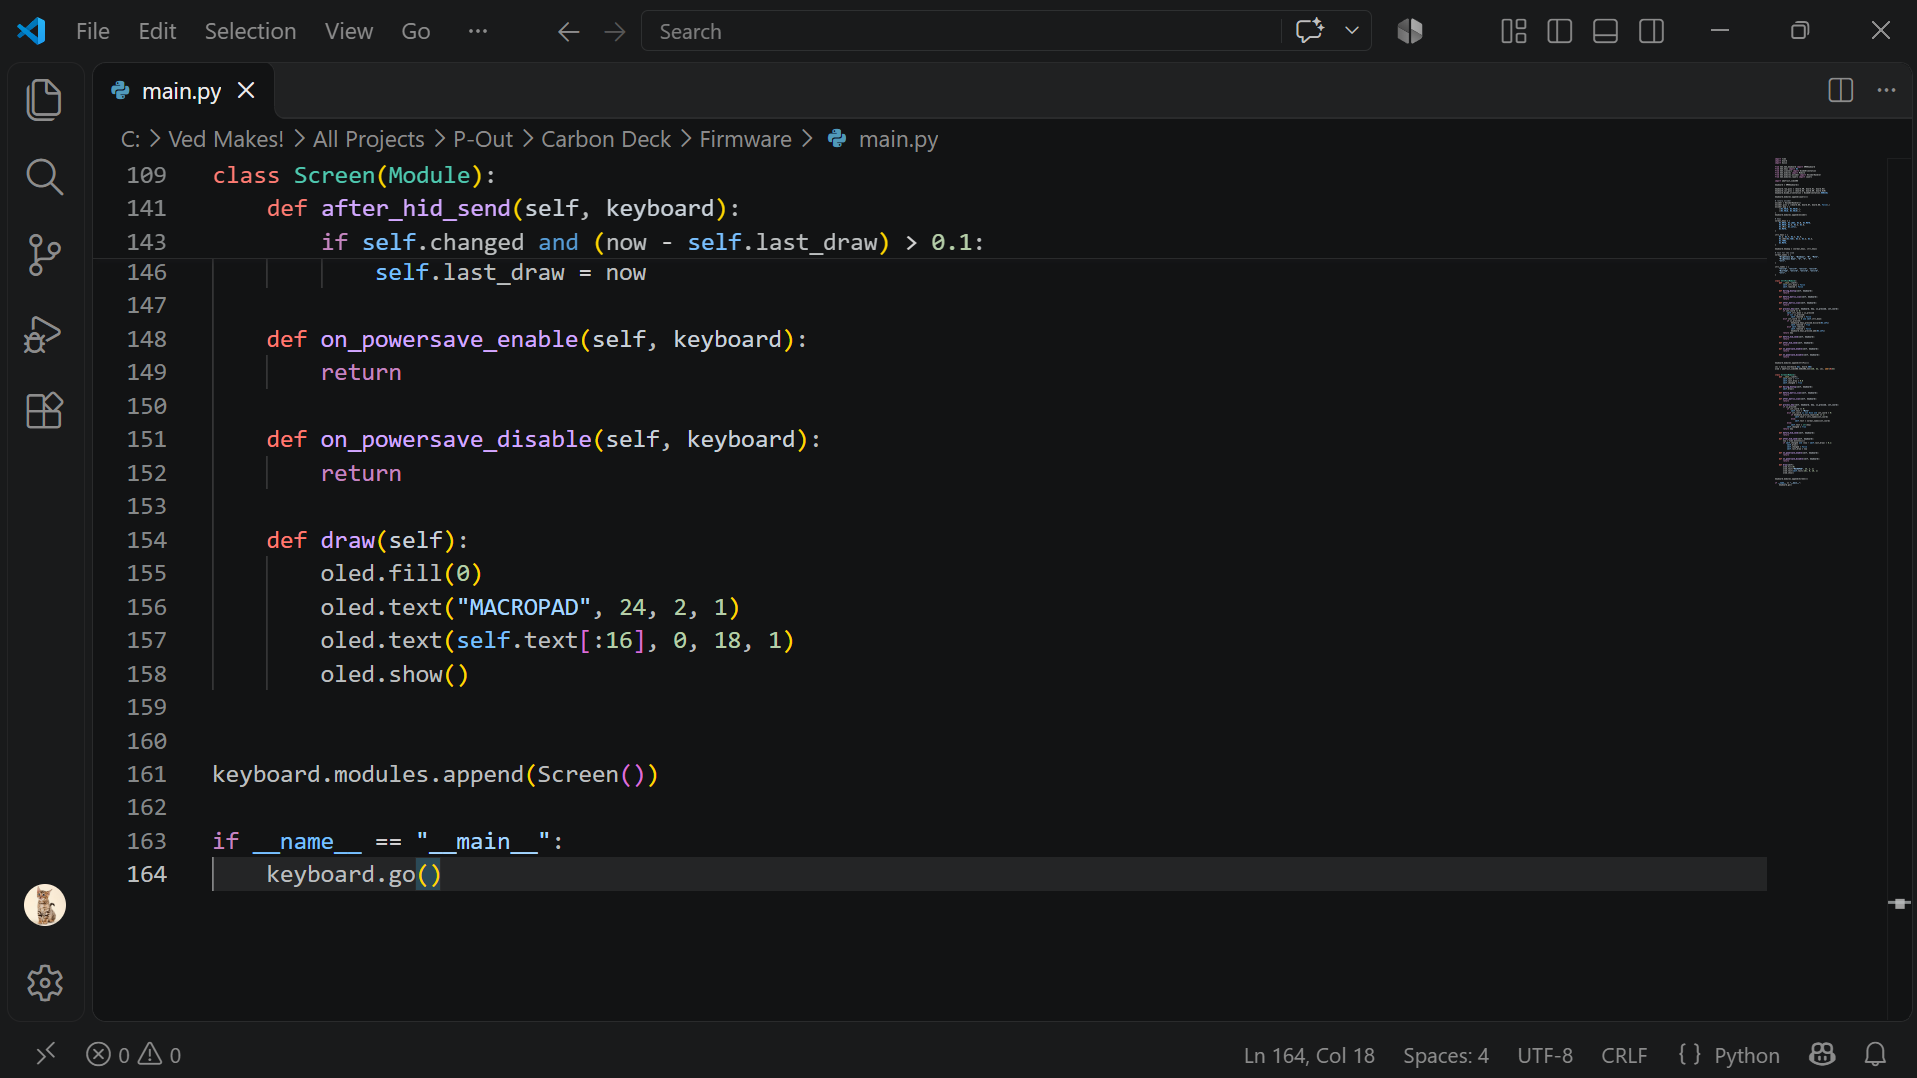 File Edit Selection View Go ··· Search
main.py
C: > Ved Makes! > All Projects > P-Out > Carbon Deck > Firmware > main.py
109 class Screen(Module):
141     def after_hid_send(self, keyboard):
143         if self.changed and (now - self.last_draw) > 0.1:
146             self.last_draw = now
147
148     def on_powersave_enable(self, keyboard):
149         return
150
151     def on_powersave_disable(self, keyboard):
152         return
153
154     def draw(self):
155         oled.fill(0)
156         oled.text("MACROPAD", 24, 2, 1)
157         oled.text(self.text[:16], 0, 18, 1)
158         oled.show()
159
160
161 keyboard.modules.append(Screen())
162
163 if __name__ == "__main__":
164     keyboard.go()
0 0 Ln 164, Col 18 Spaces: 4 UTF-8 CRLF { } Python